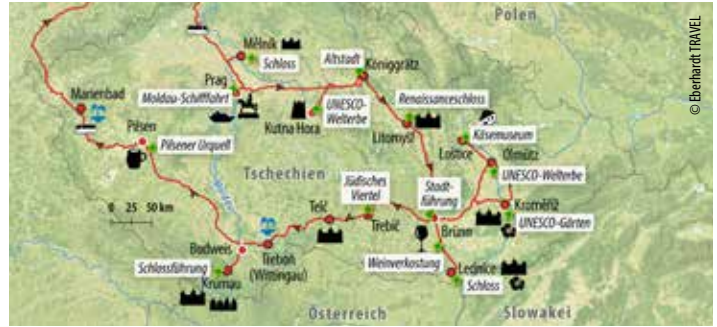 Polen
© Eberhardt TRAVEL
Mělník
Schloss
Altstadt
Königgrätz
Prag
Moldau-Schifffahrt
Marienbad
UNESCO-
Welterbe
Kutna Hora
Renaissanceschloss
Litomyšl
Pilsen
Pilsener Urquell
Käsemuseum
Loštice
Olmütz
Tschechien
UNESCO-Welterbe
Jüdisches
Viertel
Stadt-
führung
Kroměříž
0 25 50 km
Telč
Třebíč
Brünn
UNESCO-Gärten
Budweis
Třeboň
(Wittingau)
Weinverkostung
Schlossführung
Krumau
Lednice
Schloss
Österreich
Slowakei